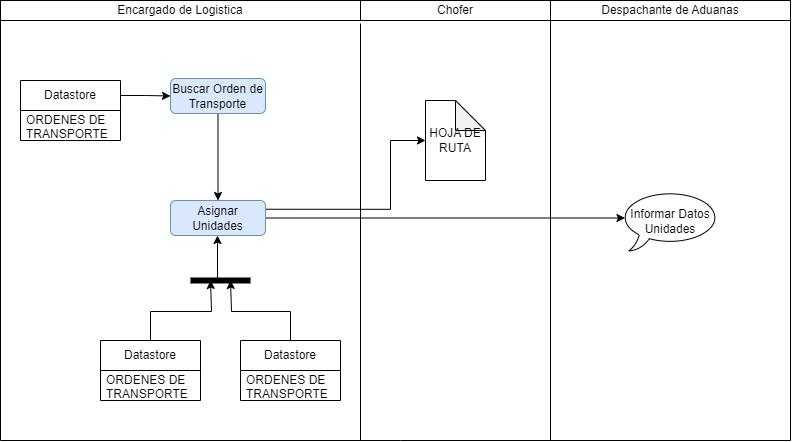 Encargado de Logistica
Chofer
Despachante de Aduanas
Datastore
ORDENES DE
TRANSPORTE
Buscar Orden de
Transporte
HOJA DE
RUTA
Asignar
Unidades
Informar Datos
Unidades
Datastore
ORDENES DE
TRANSPORTE
Datastore
ORDENES DE
TRANSPORTE